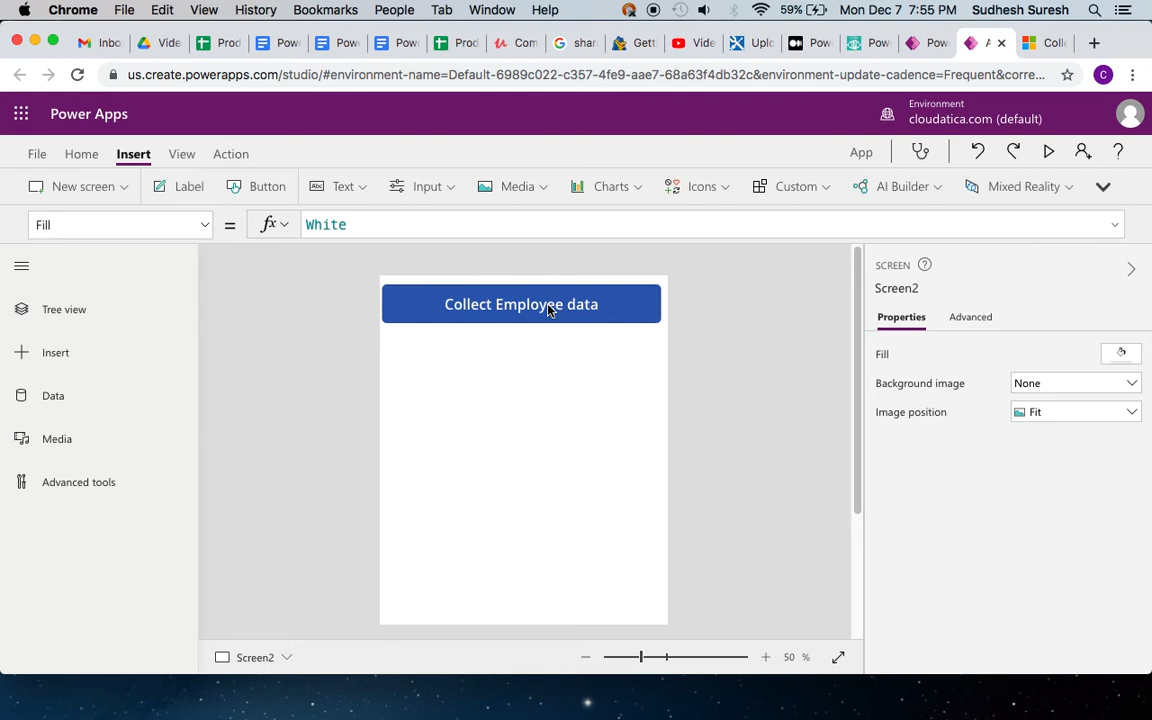 Chrome File Edit View History Bookmarks People Tab Window Help 59% Mon Dec 7 7:55 PM Sudhesh Suresh
Inbo Vide Prod Pow Pow Pow Prod Com shar Gett Vide Uplo Pow Pow Pow A Coll
us.create.powerapps.com/studio/#environment-name=Default-6989c022-c357-4fe9-aae7-68a63f4db32c&environment-update-cadence=Frequent&corre... C
Power Apps
Environment
cloudatica.com (default)
File Home Insert View Action App
New screen Label Button Abc Text Input Media Charts Icons Custom AI Builder Mixed Reality
Fill = fx White
Tree view
Insert
Data
Media
Advanced tools
Collect Employee data
SCREEN
Screen2
Properties Advanced
Fill
Background image None
Image position Fit
Screen2 50 %